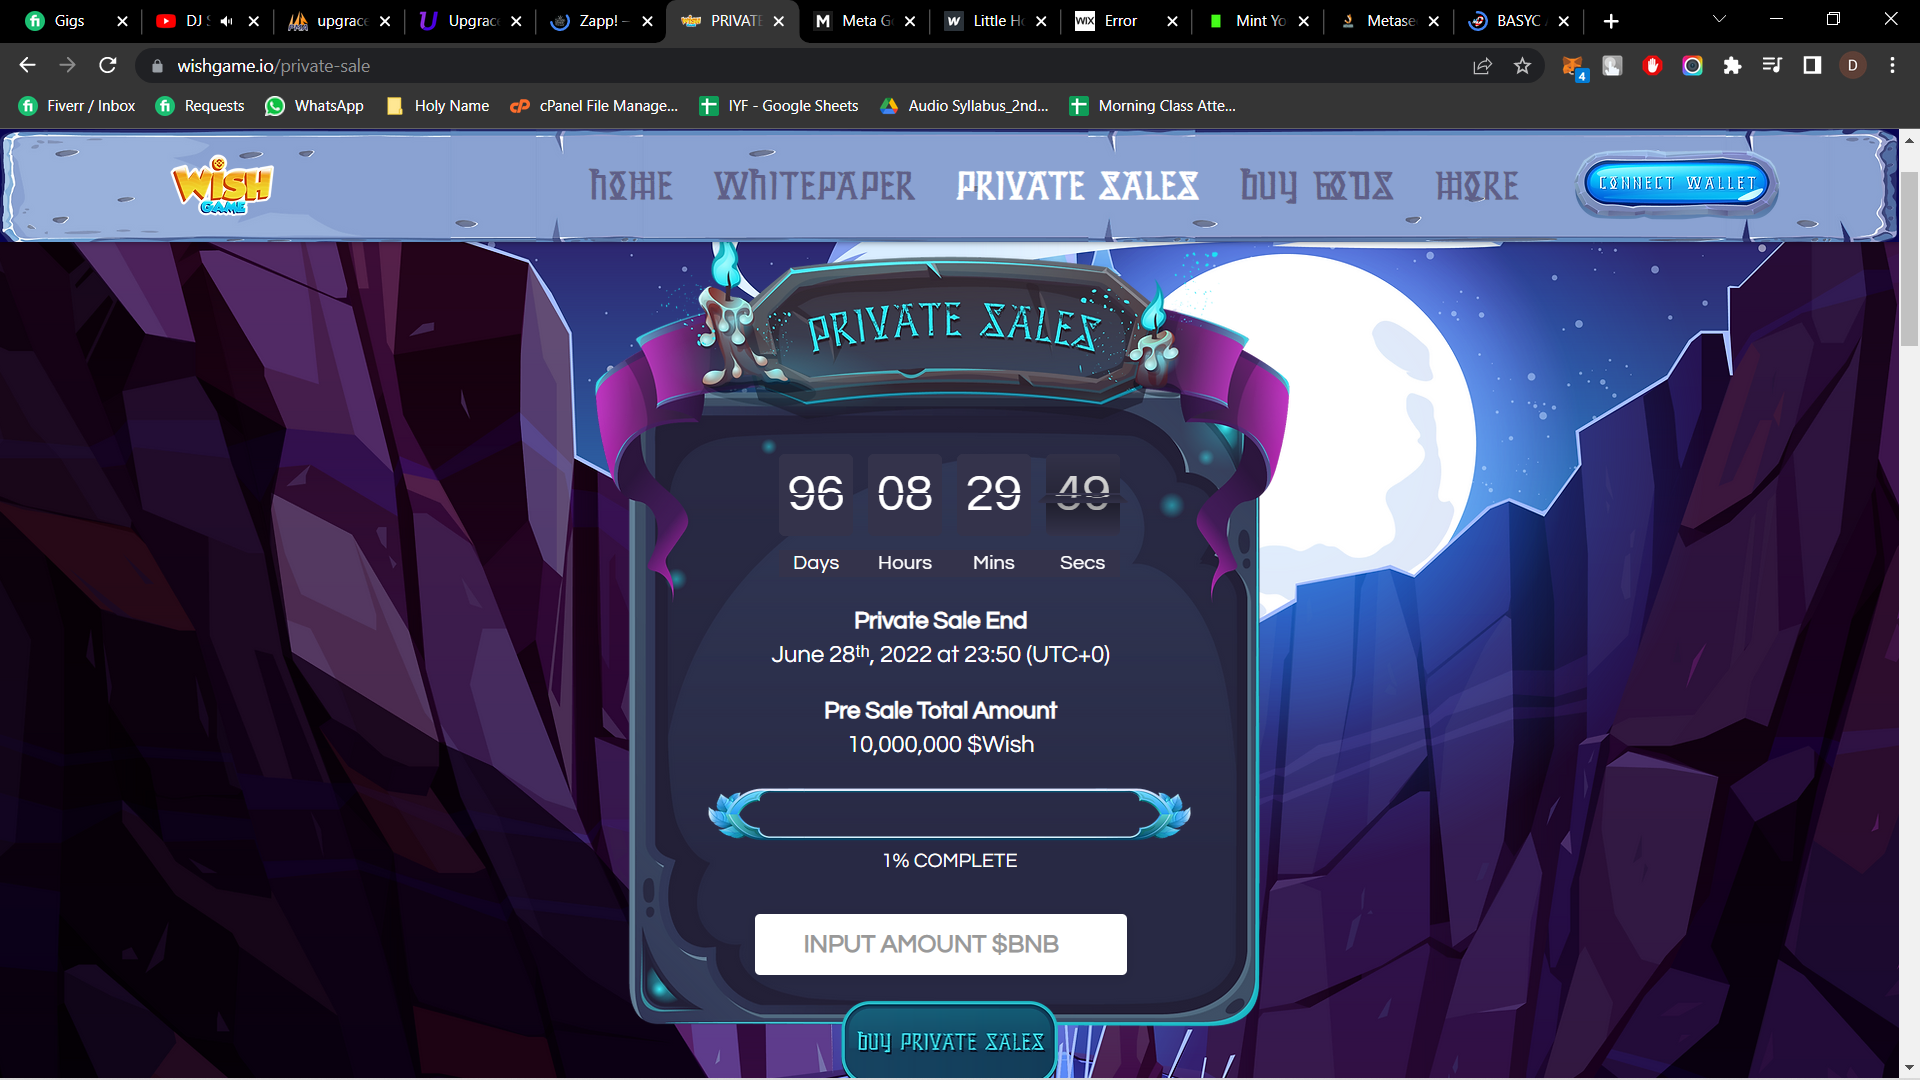 Gigs
DJ S
upgrace
Upgrac
Zapp! –
PRIVATE
Meta G
Little H
WIX Error
Mint Yo
Metase
BASYC
wishgame.io/private-sale
4
D
Fiverr / Inbox
Requests
WhatsApp
Holy Name
cPanel File Manage...
IYF - Google Sheets
Audio Syllabus_2nd...
Morning Class Atte...
WISH
GAME
HOME
WHITEPAPER
PRIVATE SALES
BUY GODS
MORE
CONNECT WALLET
PRIVATE SALES
96 08 29 49
Days Hours Mins Secs
Private Sale End
June 28th, 2022 at 23:50 (UTC+0)
Pre Sale Total Amount
10,000,000 $Wish
1% COMPLETE
INPUT AMOUNT $BNB
BUY PRIVATE SALES